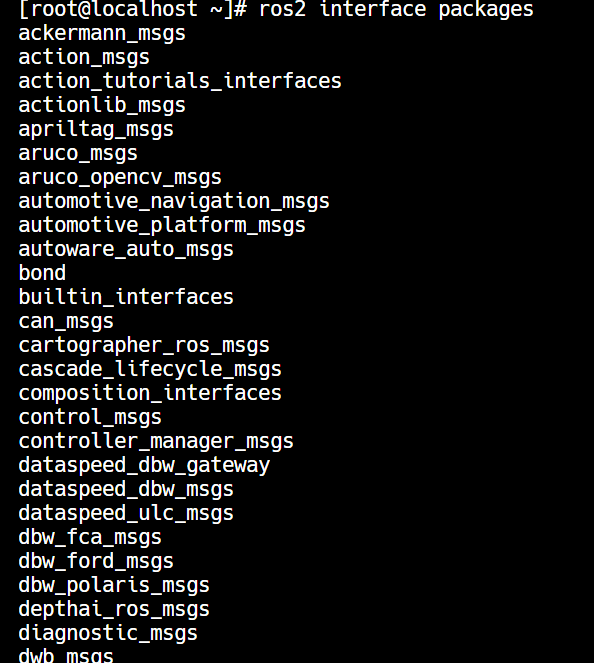 [root@localhost ~]# ros2 interface packages
ackermann_msgs
action_msgs
action_tutorials_interfaces
actionlib_msgs
apriltag_msgs
aruco_msgs
aruco_opencv_msgs
automotive_navigation_msgs
automotive_platform_msgs
autoware_auto_msgs
bond
builtin_interfaces
can_msgs
cartographer_ros_msgs
cascade_lifecycle_msgs
composition_interfaces
control_msgs
controller_manager_msgs
dataspeed_dbw_gateway
dataspeed_dbw_msgs
dataspeed_ulc_msgs
dbw_fca_msgs
dbw_ford_msgs
dbw_polaris_msgs
depthai_ros_msgs
diagnostic_msgs
dwb_msgs